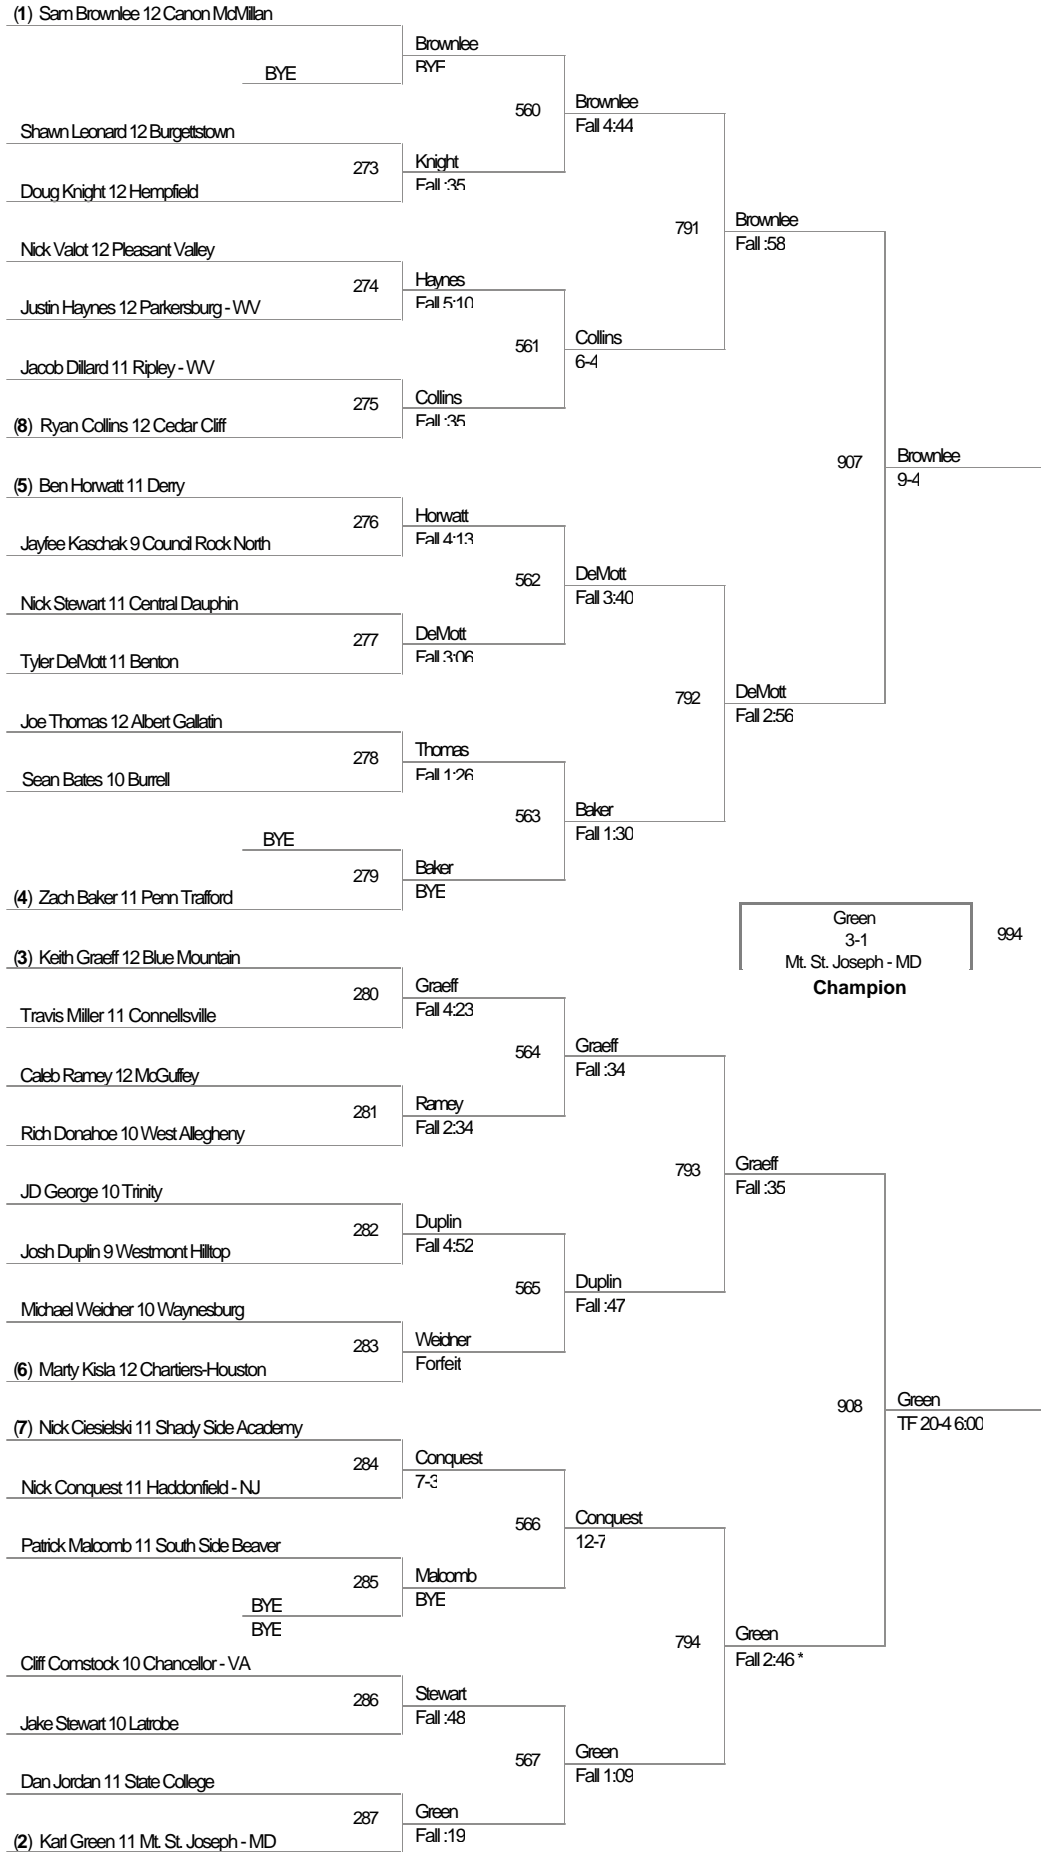 (1) Sam Brownlee 12 Canon McMillan
Brownlee
BYE
BYE
560
Brownlee
Fall 4:44
Shawn Leonard 12 Burgettstown
273
Knight
Fall :35
Doug Knight 12 Hempfield
791
Brownlee
Fall :58
Nick Valot 12 Pleasant Valley
274
Haynes
Fall 5:10
Justin Haynes 12 Parkersburg - WV
561
Collins
6-4
Jacob Dillard 11 Ripley - WV
275
Collins
Fall :35
(8) Ryan Collins 12 Cedar Cliff
907
Brownlee
9-4
(5) Ben Horwatt 11 Derry
276
Horwatt
Fall 4:13
Jayfee Kaschak 9 Council Rock North
562
DeMott
Fall 3:40
Nick Stewart 11 Central Dauphin
277
DeMott
Fall 3:06
Tyler DeMott 11 Benton
792
DeMott
Fall 2:56
Joe Thomas 12 Albert Gallatin
278
Thomas
Fall 1:26
Sean Bates 10 Burrell
563
Baker
Fall 1:30
BYE
279
Baker
BYE
(4) Zach Baker 11 Penn Trafford
Green
3-1
Mt. St. Joseph - MD
Champion
994
(3) Keith Graeff 12 Blue Mountain
280
Graeff
Fall 4:23
Travis Miller 11 Connellsville
564
Graeff
Fall :34
Caleb Ramey 12 McGuffey
281
Ramey
Fall 2:34
Rich Donahoe 10 West Allegheny
793
Graeff
Fall :35
JD George 10 Trinity
282
Duplin
Fall 4:52
Josh Duplin 9 Westmont Hilltop
565
Duplin
Fall :47
Michael Weidner 10 Waynesburg
283
Weidner
Forfeit
(6) Marty Kisla 12 Chartiers-Houston
908
Green
TF 20-4 6:00
(7) Nick Ciesielski 11 Shady Side Academy
284
Conquest
7-3
Nick Conquest 11 Haddonfield - NJ
566
Conquest
12-7
Patrick Malcomb 11 South Side Beaver
285
Malcomb
BYE
BYE
BYE
794
Green
Fall 2:46 *
Cliff Comstock 10 Chancellor - VA
286
Stewart
Fall :48
Jake Stewart 10 Latrobe
567
Green
Fall 1:09
Dan Jordan 11 State College
287
Green
Fall :19
(2) Karl Green 11 Mt. St. Joseph - MD